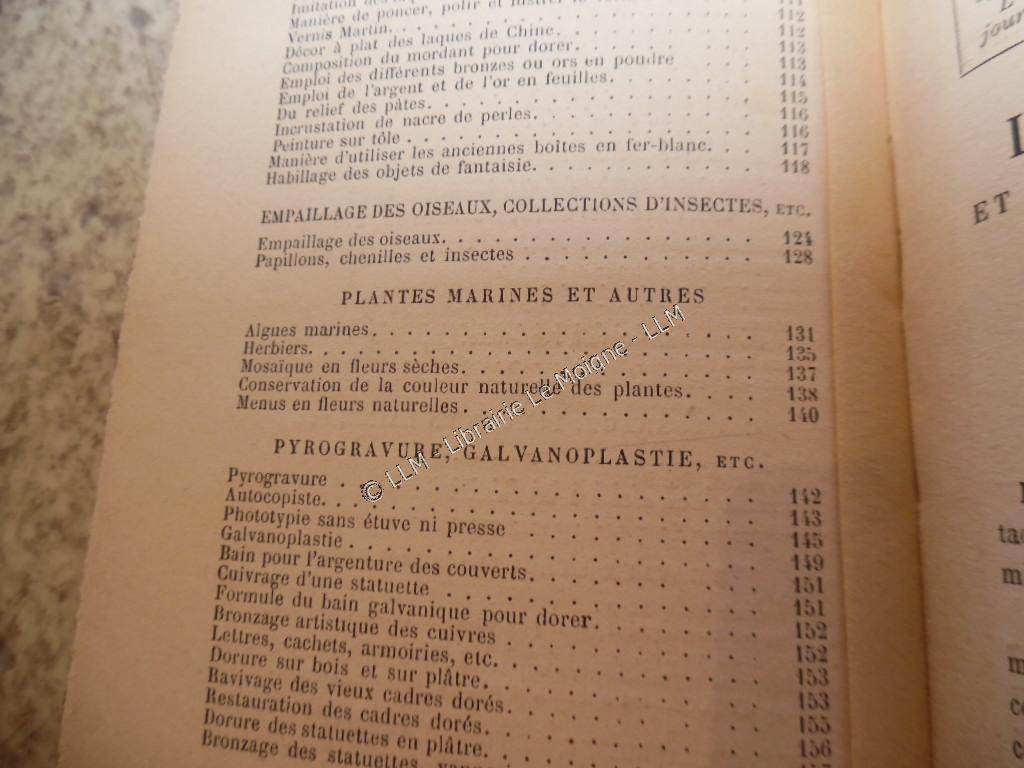 Imitation des
Manière de poncer, polir et lustrer 111
Vernis Martin. 112
Décor à plat des laques de Chine. 112
Composition du mordant pour dorer. 113
Emploi des différents bronzes ou ors en poudre 113
Emploi de l'argent et de l'or en feuilles. 114
Du relief des pâtes. 115
Incrustation de nacre de perles. 116
Peinture sur tôle 116
Manière d'utiliser les anciennes boîtes en fer-blanc. 117
Habillage des objets de fantaisie. 118
EMPAILLAGE DES OISEAUX, COLLECTIONS D'INSECTES, ETC.
Empaillage des oiseaux. 124
Papillons, chenilles et insectes 128
PLANTES MARINES ET AUTRES
Algues marines. 131
Herbiers. 135
Mosaïque en fleurs sèches. 137
Conservation de la couleur naturelle des plantes. 138
Menus en fleurs naturelles. 140
PYROGRAVURE, GALVANOPLASTIE, ETC.
Pyrogravure 142
Autocopiste. 143
Phototypie sans étuve ni presse 145
Galvanoplastie 149
Bain pour l'argenture des couverts. 151
Cuivrage d'une statuette 151
Formule du bain galvanique pour dorer. 152
Bronzage artistique des cuivres 152
Lettres, cachets, armoiries, etc. 153
Dorure sur bois et sur plâtre. 153
Ravivage des vieux cadres dorés. 155
Restauration des cadres dorés. 156
Dorure des statuettes en plâtre.
Bronzage des statuettes,
© LLM - Librairie Le Moigne - LLM
jour
ET